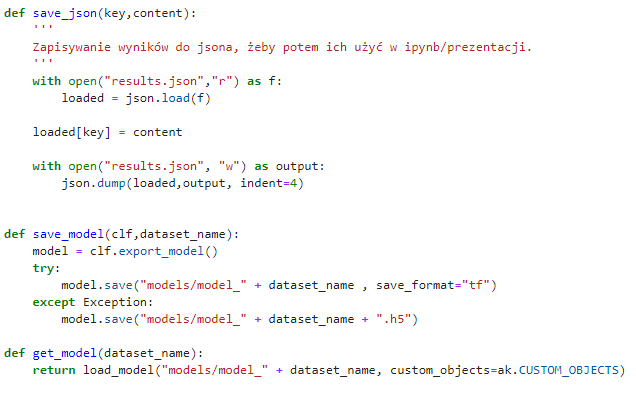 def save_json(key,content):
    '''
    Zapisywanie wyników do jsona, żeby potem ich użyć w ipynb/prezentacji.
    '''
    with open("results.json","r") as f:
        loaded = json.load(f)

    loaded[key] = content

    with open("results.json", "w") as output:
        json.dump(loaded,output, indent=4)


def save_model(clf,dataset_name):
    model = clf.export_model()
    try:
        model.save("models/model_" + dataset_name , save_format="tf")
    except Exception:
        model.save("models/model_" + dataset_name + ".h5")

def get_model(dataset_name):
    return load_model("models/model_" + dataset_name, custom_objects=ak.CUSTOM_OBJECTS)